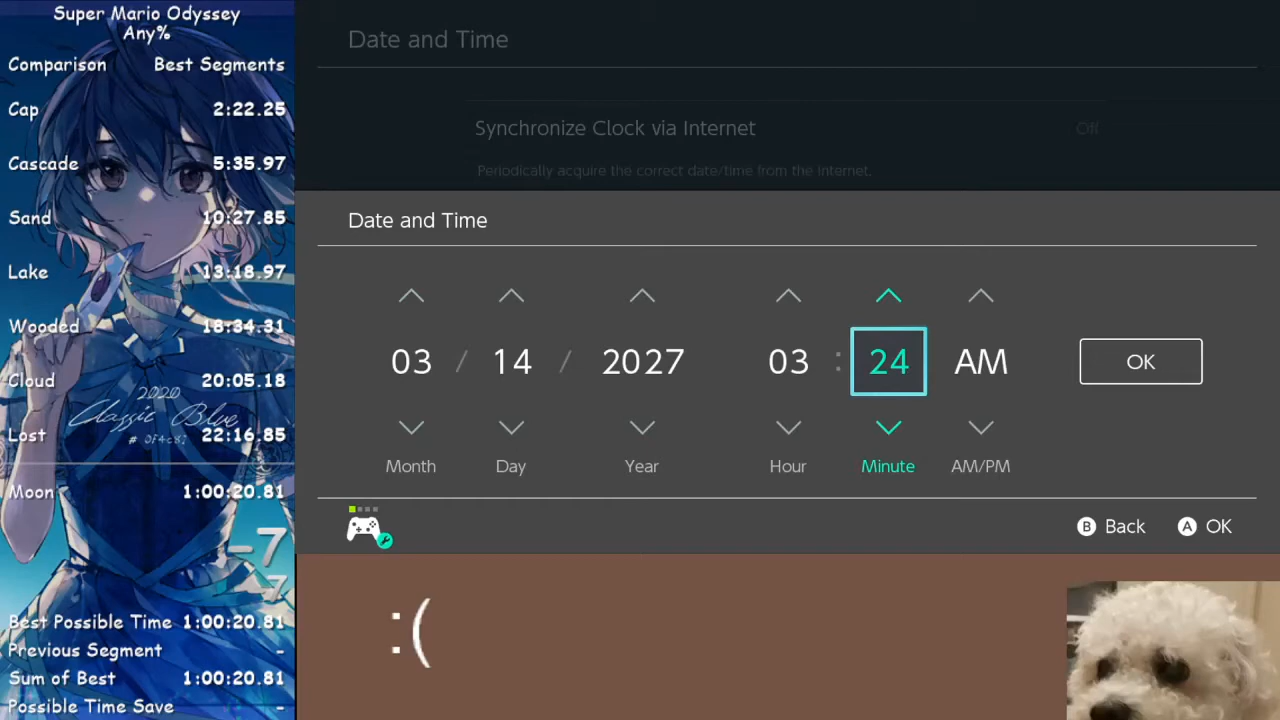 Super Mario Odyssey
Any%
Comparison Best Segments
Cap 2:22.25
Cascade 5:35.97
Sand 10:27.85
Lake 13:18.97
Wooded 18:34.31
Cloud 20:05.18
2020
Classic Blue
# 0f4c81
Lost 22:16.85
Moon 1:00:20.81
-7
-7
Best Possible Time 1:00:20.81
Previous Segment -
Sum of Best 1:00:20.81
Possible Time Save -
Date and Time
Synchronize Clock via Internet Off
Periodically acquire the correct date/time from the Internet.
Date and Time
03 / 14 / 2027 03 : 24 AM OK
Month Day Year Hour Minute AM/PM
B Back A OK
:(